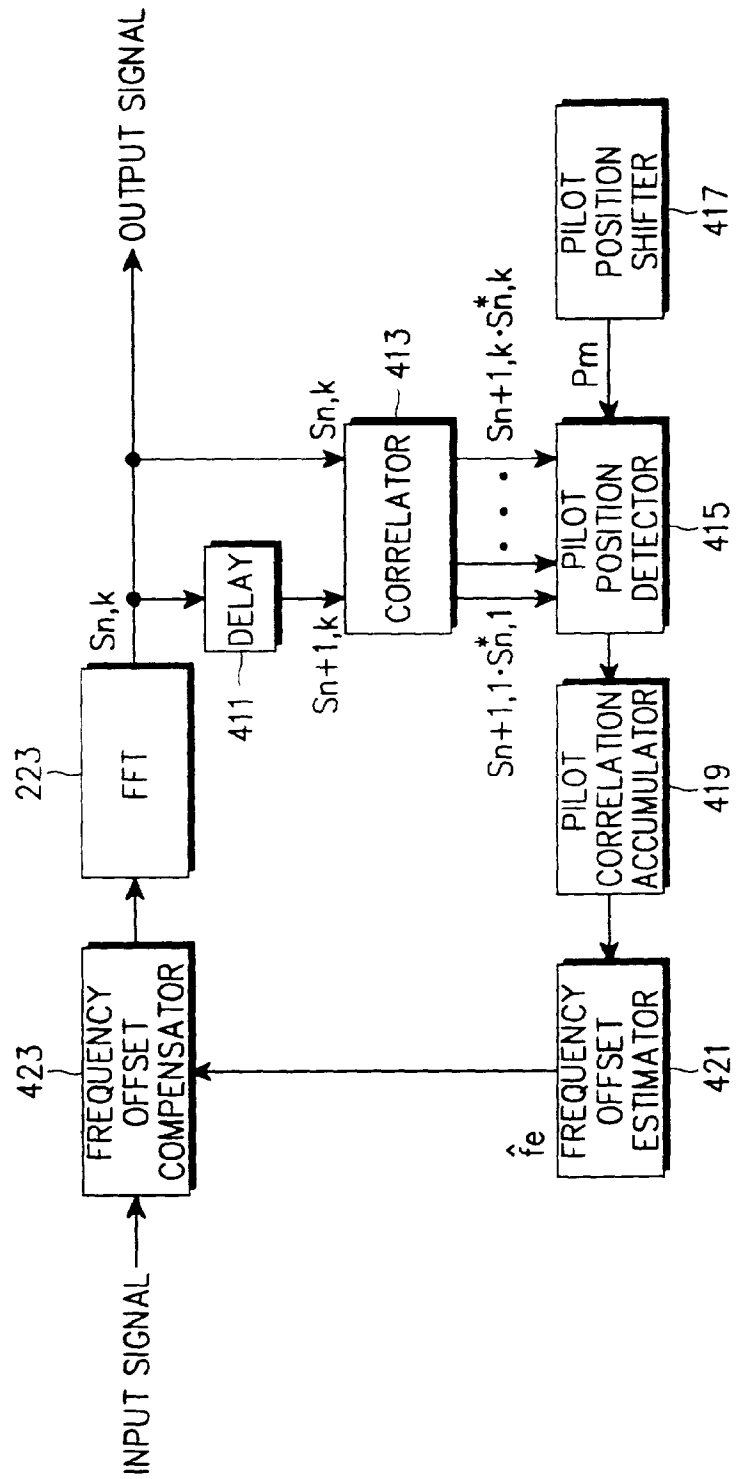 INPUT SIGNAL
423
FREQUENCY
OFFSET
COMPENSATOR
223
FFT
Sn,k
OUTPUT SIGNAL
411
DELAY
Sn+1,k
Sn,k
CORRELATOR
413
Sn+1,1·S*n,1
• • •
Sn+1,k·S*n,k
f̂e
FREQUENCY
OFFSET
ESTIMATOR
421
PILOT
CORRELATION
ACCUMULATOR
419
PILOT
POSITION
DETECTOR
415
Pm
PILOT
POSITION
SHIFTER
417